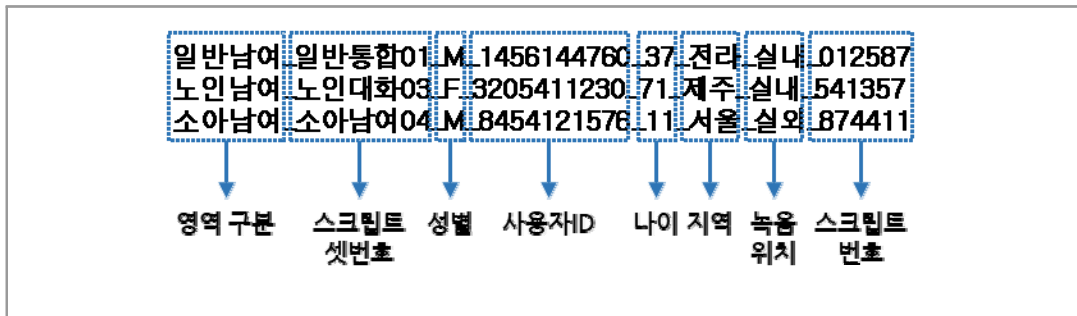 일반남여_일반통합01_M_1456144760_37_전라_실내_012587
노인남여_노인대화03_F_3205411230_71_제주_실내_541357
소아남여_소아남여04_M_8454121576_11_서울_실외_874411
영역 구분 스크립트 성별 사용자ID 나이 지역 녹음 스크립트
셋번호 위치 번호